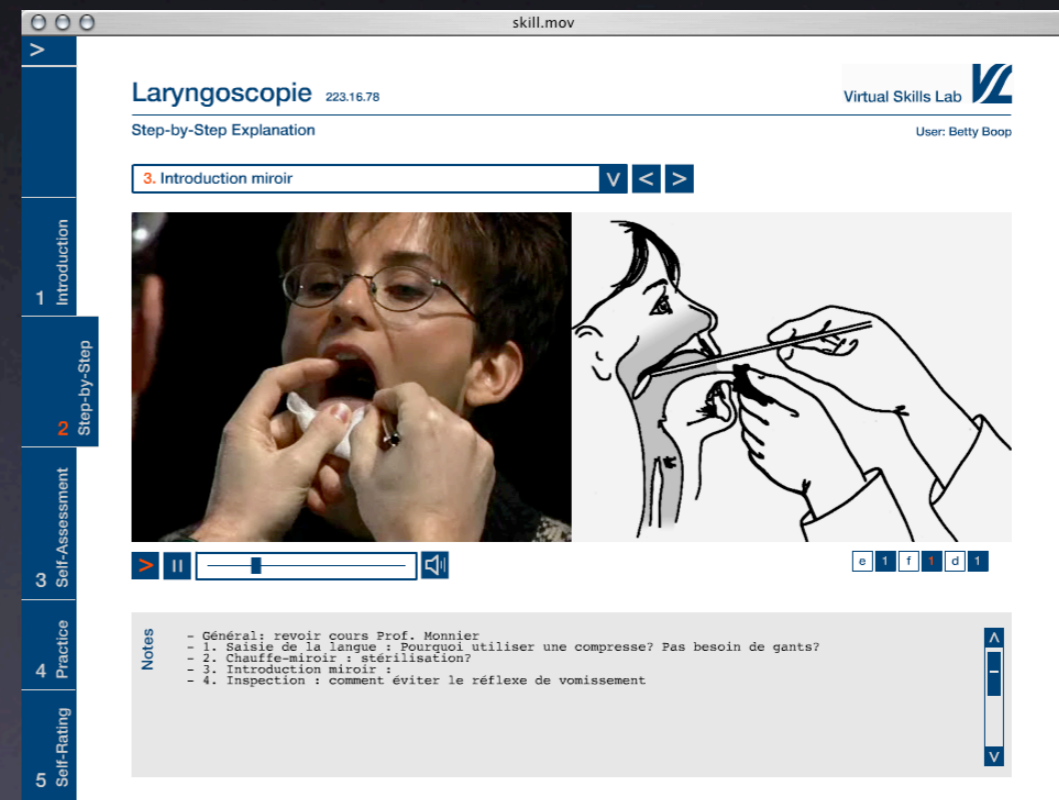 skill.mov
>
Laryngoscopie 223.16.78
Virtual Skills Lab VL
Step-by-Step Explanation
User: Betty Boop
3. Introduction miroir
V < >
1 Introduction
2 Step-by-Step
3 Self-Assessment
4 Practice
5 Self-Rating
>
e 1 f 1 d 1
Notes
- Général: revoir cours Prof. Monnier
- 1. Saisie de la langue : Pourquoi utiliser une compresse? Pas besoin de gants?
- 2. Chauffe-miroir : stérilisation?
- 3. Introduction miroir :
- 4. Inspection : comment éviter le réflexe de vomissement